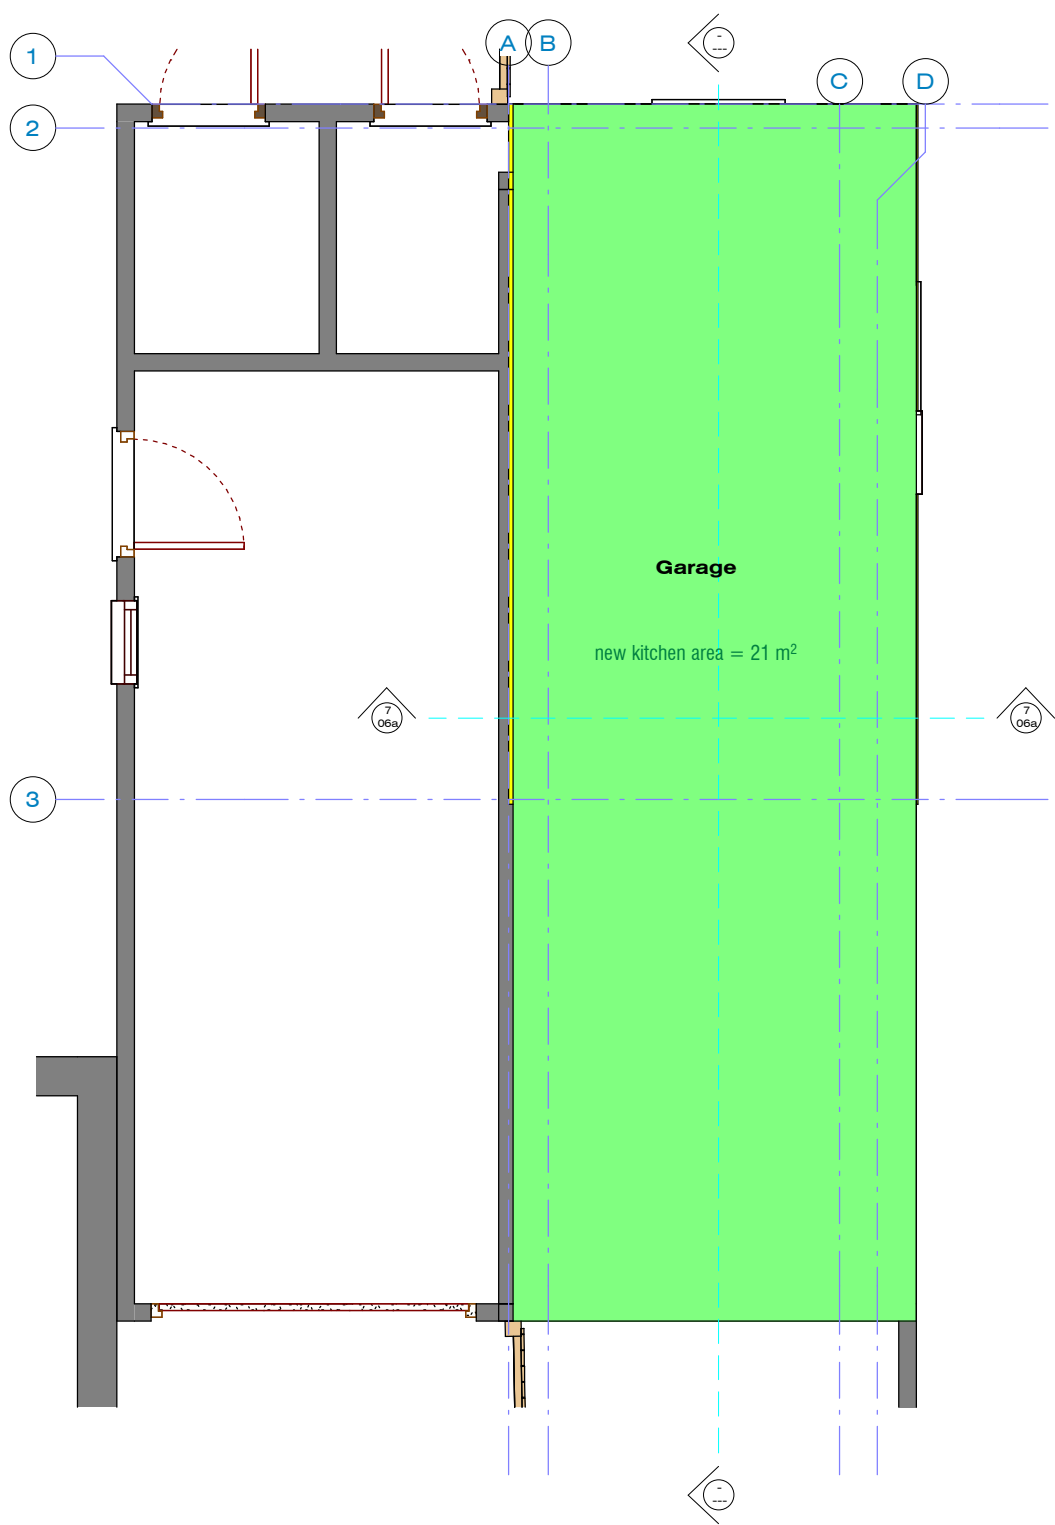 A
B
-
---
1
C
D
2
Garage
new kitchen area = 21 m²
7
06a
7
06a
3
-
---